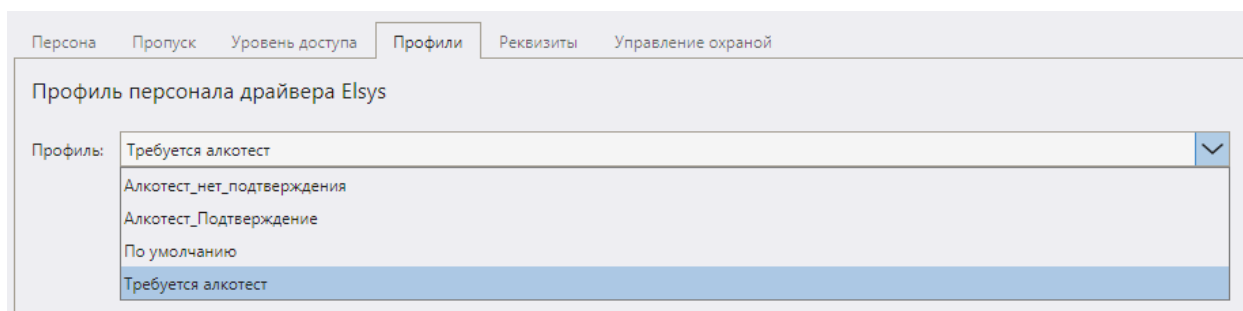 Персона Пропуск Уровень доступа Профили Реквизиты Управление охраной
Профиль персонала драйвера Elsys
Профиль: Требуется алкотест
Алкотест_нет_подтверждения
Алкотест_Подтверждение
По умолчанию
Требуется алкотест